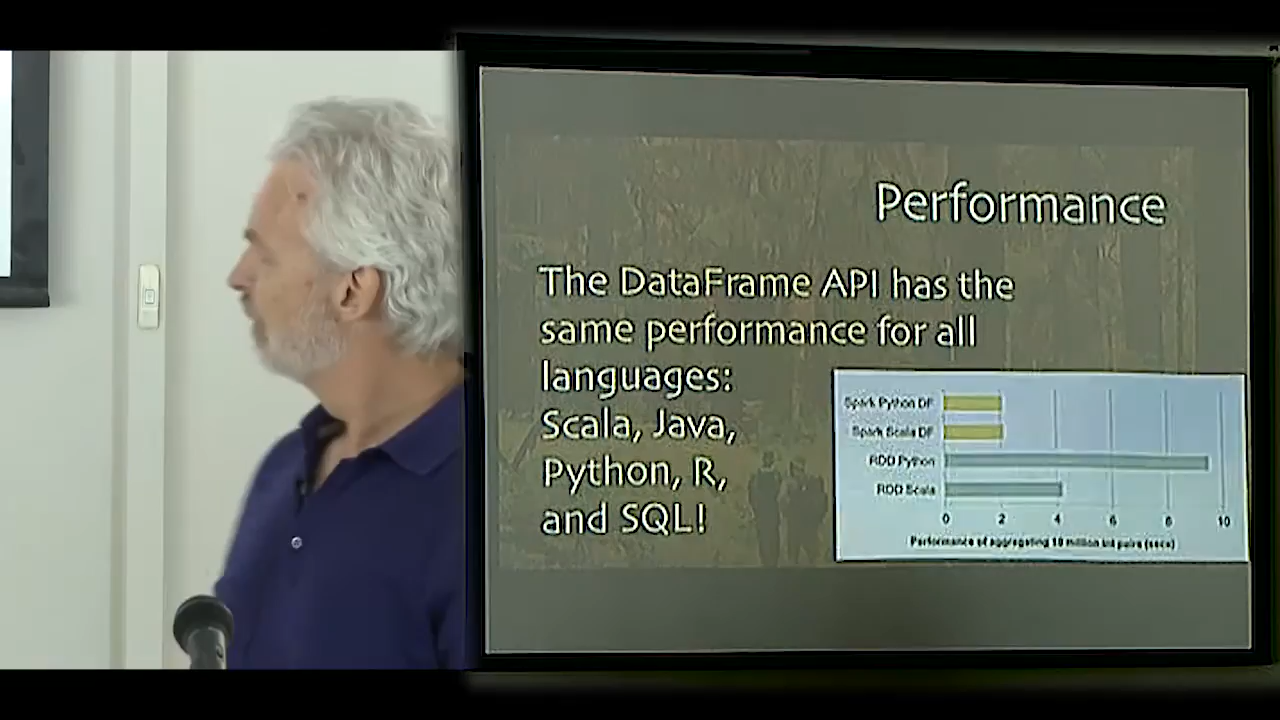 Performance
The DataFrame API has the
same performance for all
languages:
Scala, Java,
Python, R,
and SQL!
Spark Python DF
Spark Scala DF
RDD Python
RDD Scala
0 2 4 6 8 10
Performance of aggregating 10 million int pairs (secs)